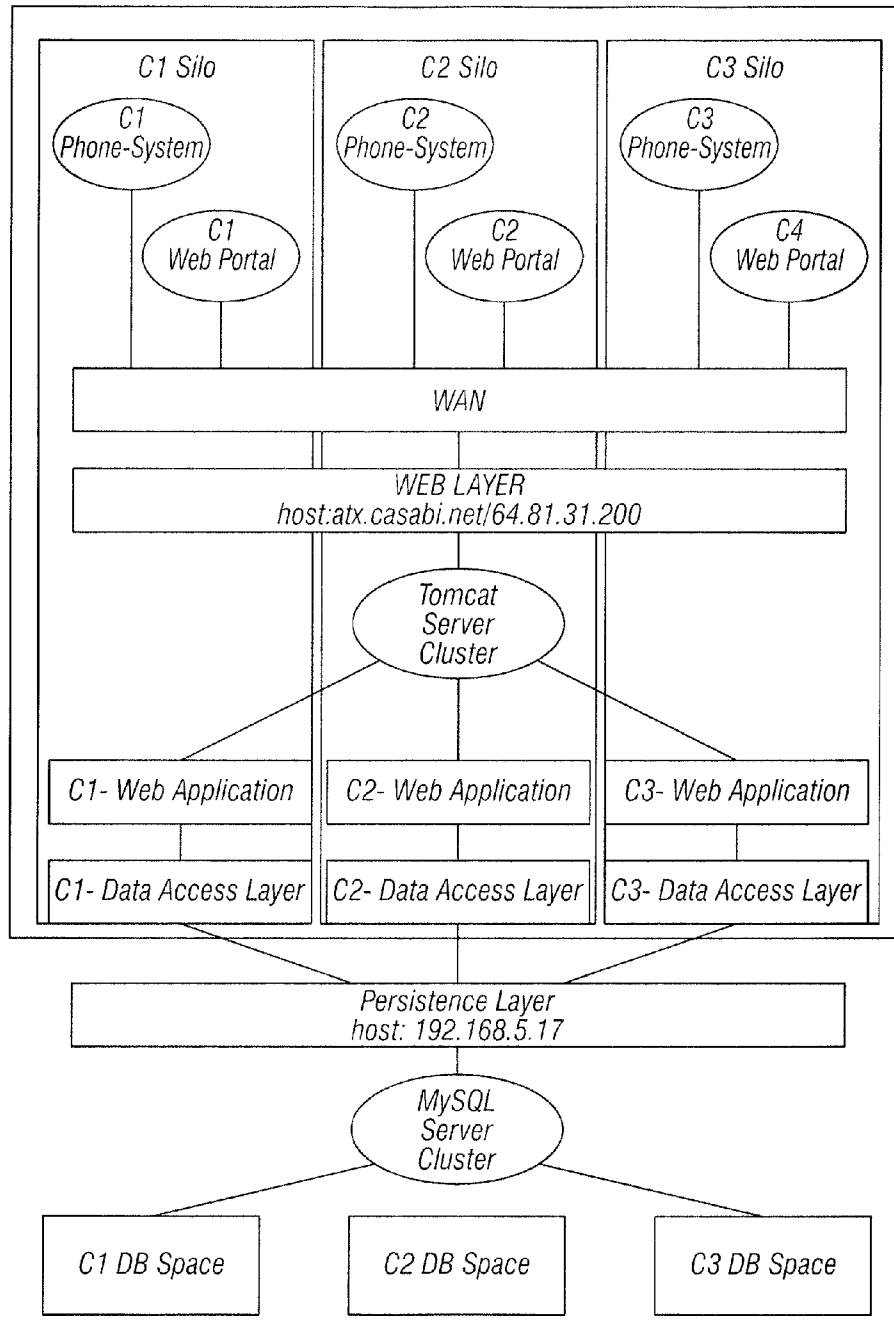 C1 Silo
C2 Silo
C3 Silo
C1
Phone-System
C2
Phone-System
C3
Phone-System
C1
Web Portal
C2
Web Portal
C4
Web Portal
WAN
WEB LAYER
host:atx.casabi.net/64.81.31.200
Tomcat
Server
Cluster
C1- Web Application
C2- Web Application
C3- Web Application
C1- Data Access Layer
C2- Data Access Layer
C3- Data Access Layer
Persistence Layer
host: 192.168.5.17
MySQL
Server
Cluster
C1 DB Space
C2 DB Space
C3 DB Space